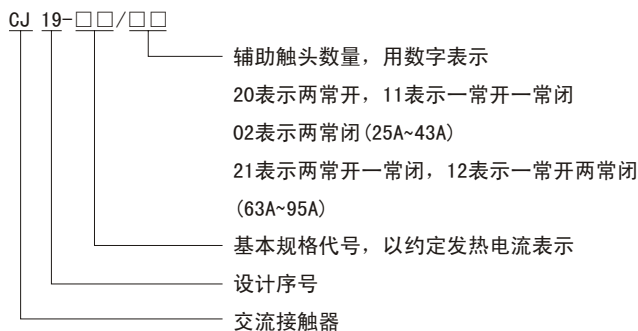 CJ 19-□□/□□
辅助触头数量，用数字表示
20表示两常开，11表示一常开一常闭
02表示两常闭(25A~43A)
21表示两常开一常闭，12表示一常开两常闭
(63A~95A)
基本规格代号，以约定发热电流表示
设计序号
交流接触器